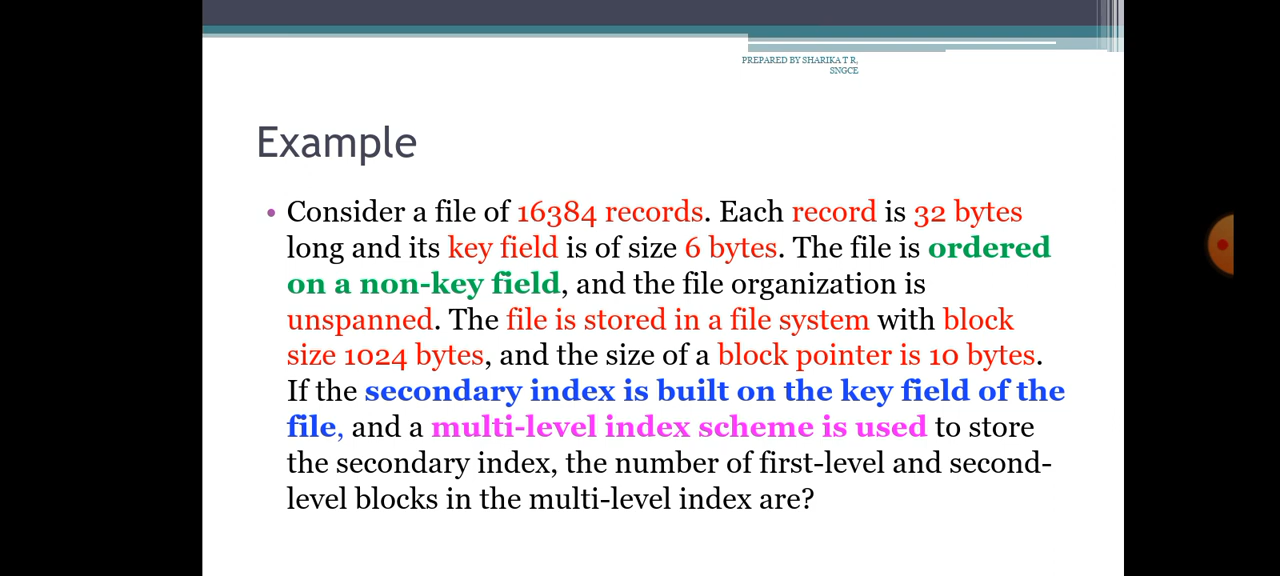 PREPARED BY SHARIKA T R,
SNGCE
Example
• Consider a file of 16384 records. Each record is 32 bytes
long and its key field is of size 6 bytes. The file is ordered
on a non-key field, and the file organization is
unspanned. The file is stored in a file system with block
size 1024 bytes, and the size of a block pointer is 10 bytes.
If the secondary index is built on the key field of the
file, and a multi-level index scheme is used to store
the secondary index, the number of first-level and second-
level blocks in the multi-level index are?